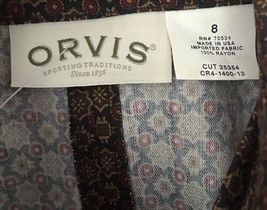 ORVIS
SPORTING TRADITIONS
Since 1856
8
RN# 70534
MADE IN USA
IMPORTED FABRIC
100% RAYON
CUT 25354
CR4-1400-13